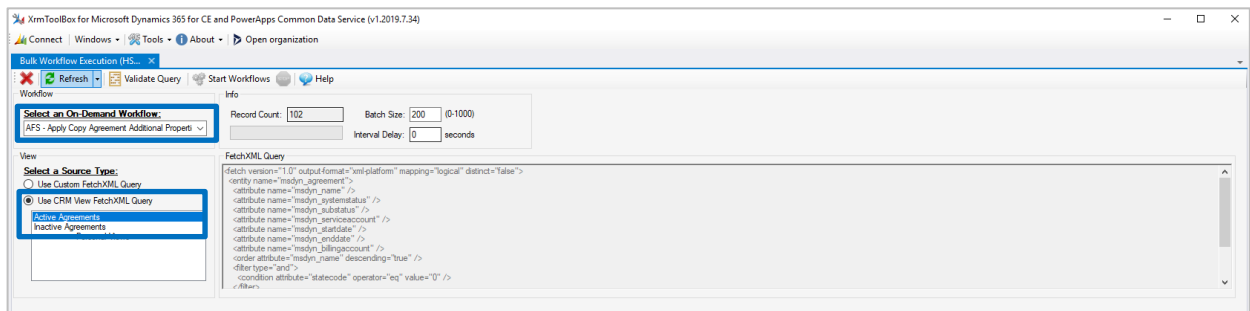 XrmToolBox for Microsoft Dynamics 365 for CE and PowerApps Common Data Service (v1.2019.7.34)
Connect Windows Tools About Open organization
Bulk Workflow Execution (HS...
Refresh Validate Query Start Workflows Help
Workflow
Select an On-Demand Workflow:
AFS - Apply Copy Agreement Additional Properti
Info
Record Count: 102 Batch Size: 200 (0-1000)
Interval Delay: 0 seconds
View
Select a Source Type:
Use Custom FetchXML Query
Use CRM View FetchXML Query
Active Agreements
Inactive Agreements
FetchXML Query
<fetch version="1.0" output-format="xml-platform" mapping="logical" distinct="false">
<entity name="msdyn_agreement">
<attribute name="msdyn_name" />
<attribute name="msdyn_systemstatus" />
<attribute name="msdyn_substatus" />
<attribute name="msdyn_serviceaccount" />
<attribute name="msdyn_startdate" />
<attribute name="msdyn_enddate" />
<attribute name="msdyn_billingaccount" />
<order attribute="msdyn_name" descending="true" />
<filter type="and">
<condition attribute="statecode" operator="eq" value="0" />
</filter>